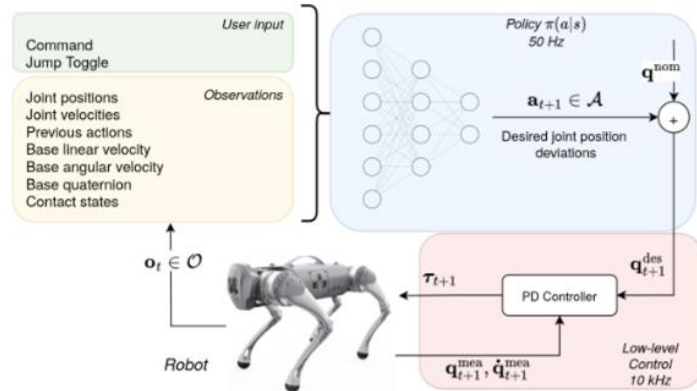 User input
Command
Jump Toggle
Observations
Joint positions
Joint velocities
Previous actions
Base linear velocity
Base angular velocity
Base quaternion
Contact states
Policy π(a|s)
50 Hz
q^nom
a_{t+1} ∈ 𝒜
+
Desired joint position
deviations
o_t ∈ 𝒪
τ_{t+1}
q^des_{t+1}
PD Controller
Robot
q^mea_{t+1}, q̇^mea_{t+1}
Low-level
Control
10 kHz